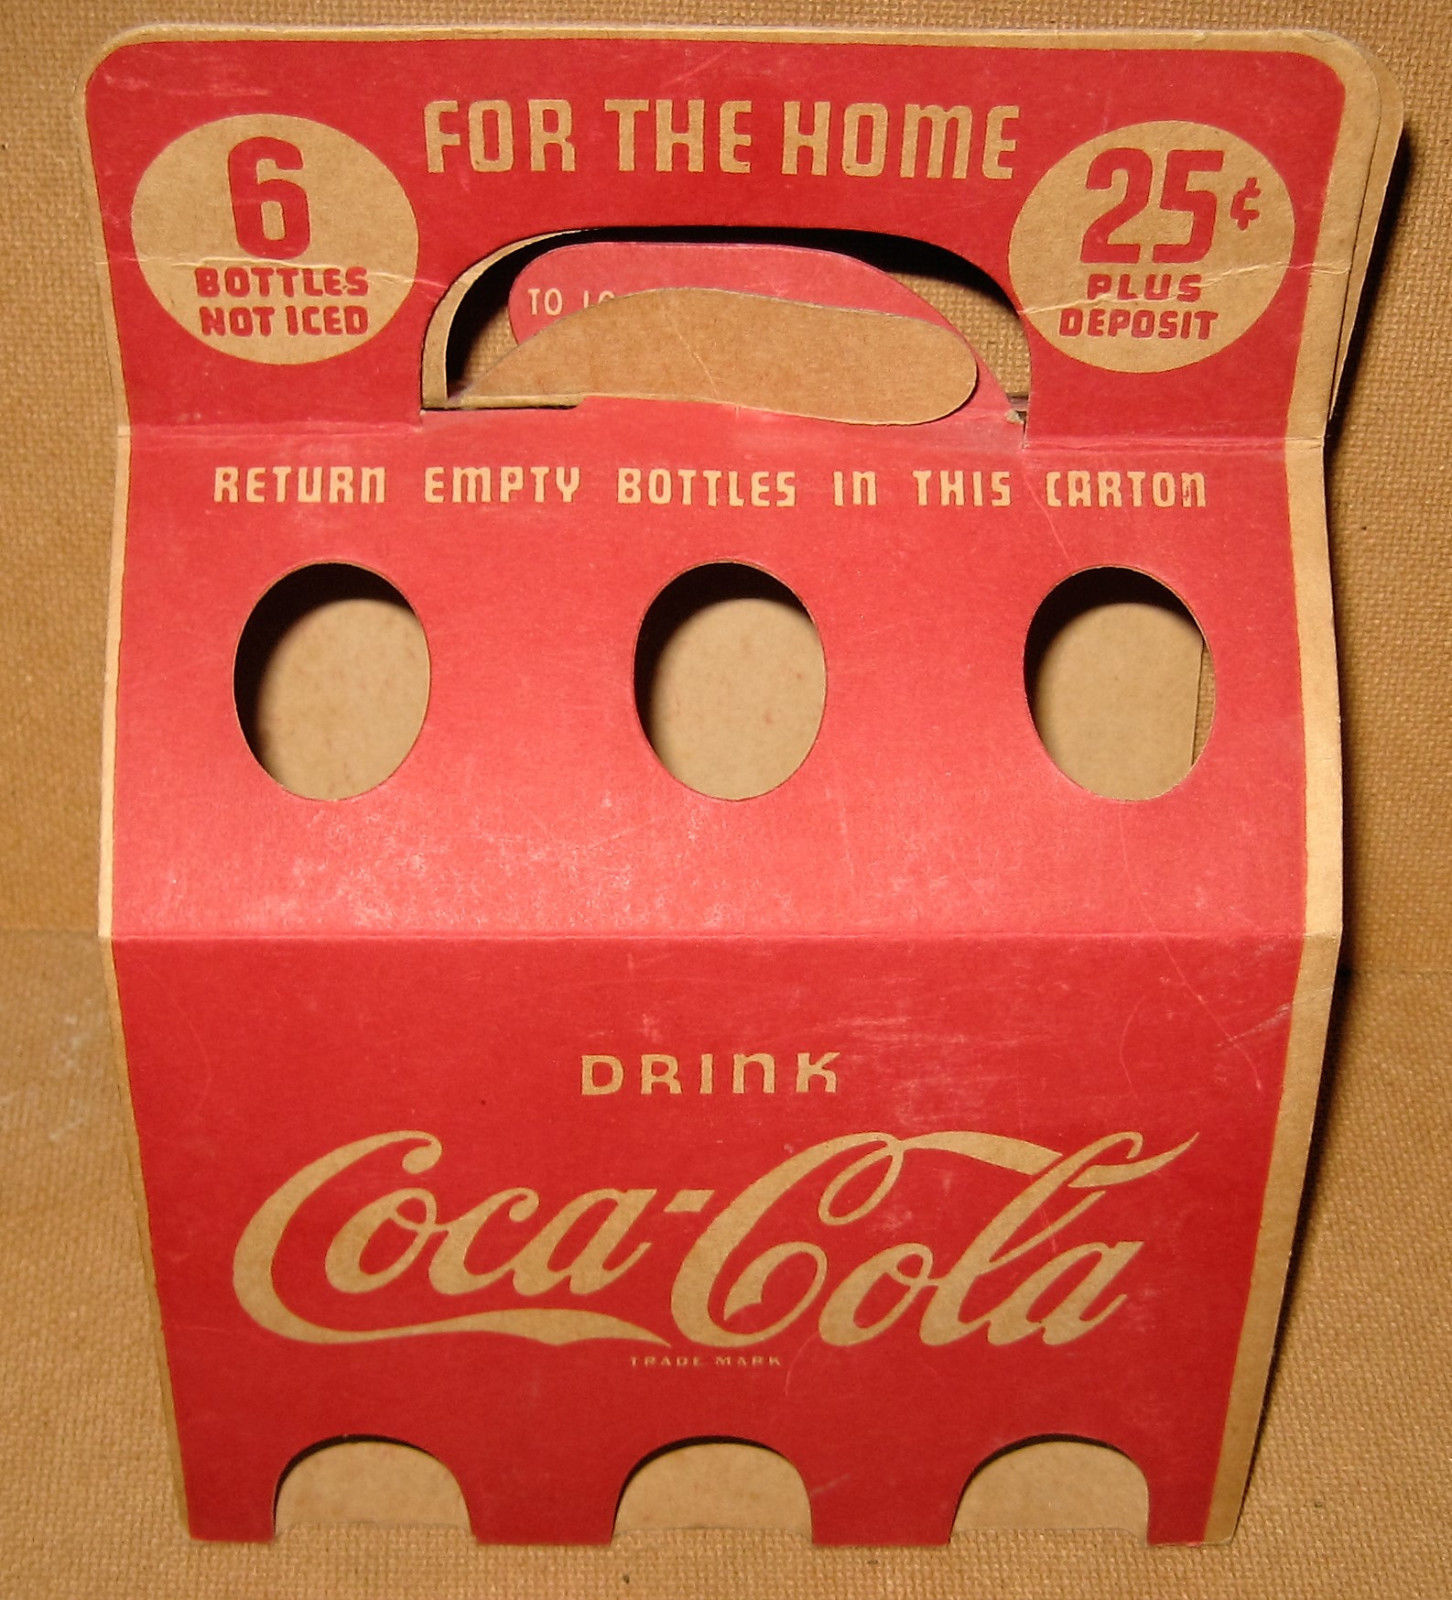 FOR THE HOME
6
BOTTLES
NOT ICED
25¢
PLUS
DEPOSIT
TO
RETURN EMPTY BOTTLES IN THIS CARTON
DRINK
Coca-Cola
TRADE MARK